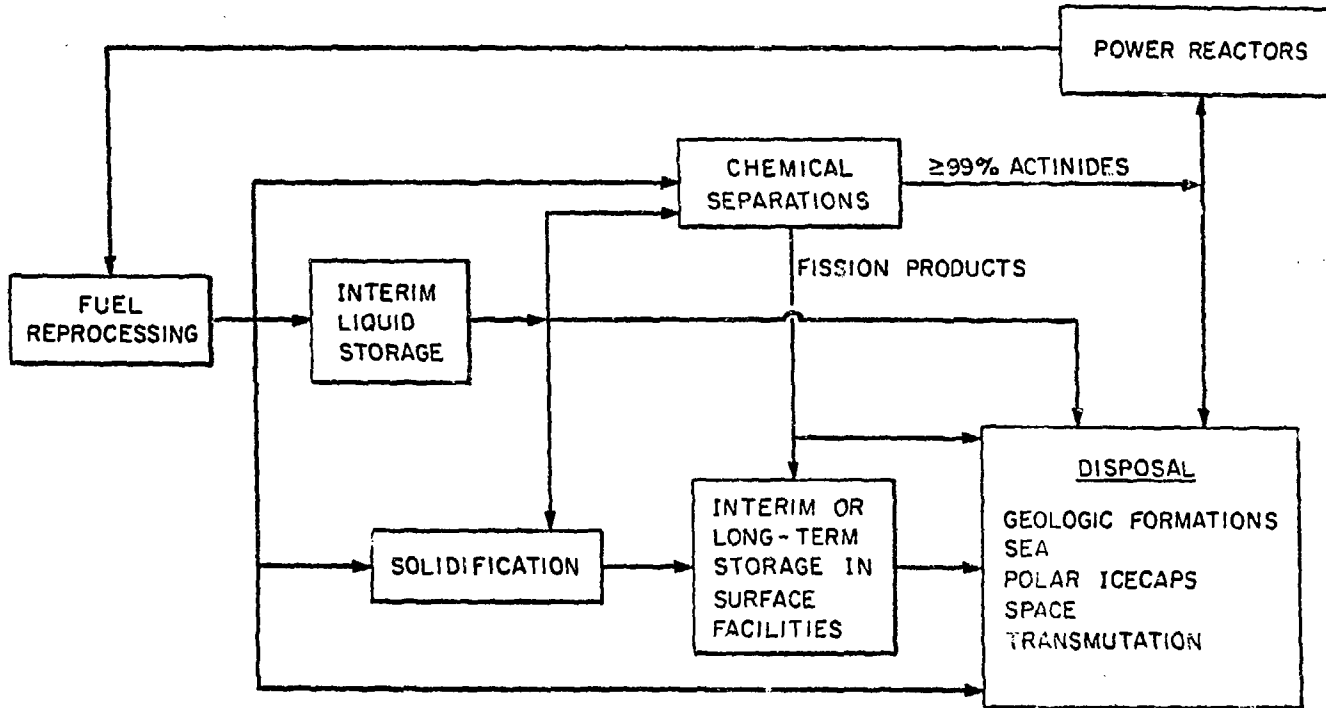 POWER REACTORS
CHEMICAL
SEPARATIONS
≥99% ACTINIDES
FISSION PRODUCTS
FUEL
REPROCESSING
INTERIM
LIQUID
STORAGE
SOLIDIFICATION
INTERIM OR
LONG-TERM
STORAGE IN
SURFACE
FACILITIES
DISPOSAL
GEOLOGIC FORMATIONS
SEA
POLAR ICECAPS
SPACE
TRANSMUTATION